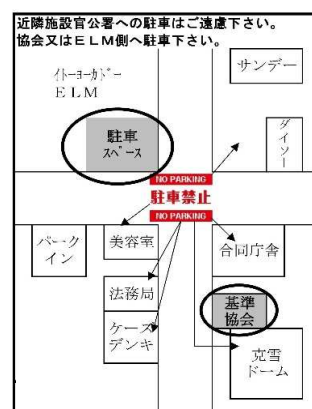 近隣施設官公署への駐車はご遠慮下さい。
協会又はＥＬＭ側へ駐車下さい。
イトーヨーカドー
ＥＬＭ
サンデー
駐車
スペース
ダイソー
NO PARKING
駐車禁止
NO PARKING
パーク
イン
美容室
合同庁舎
法務局
基準
協会
ケーズ
デンキ
克雪
ドーム